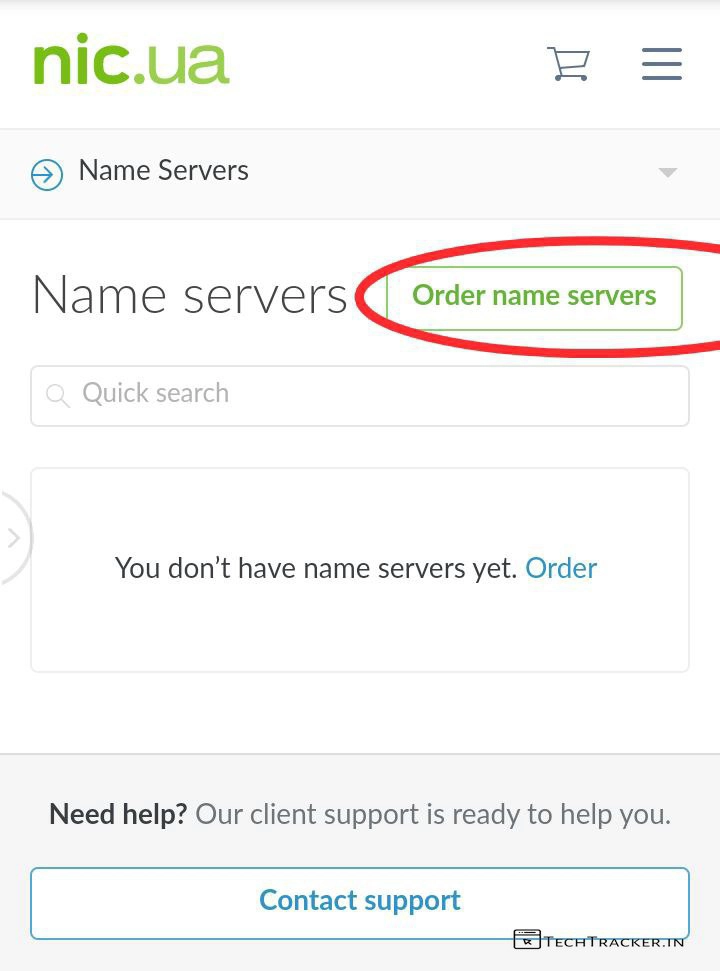 nic.ua
Name Servers
Name servers
Order name servers
Quick search
You don’t have name servers yet. Order
Need help? Our client support is ready to help you.
Contact support
TECHTRACKER.IN